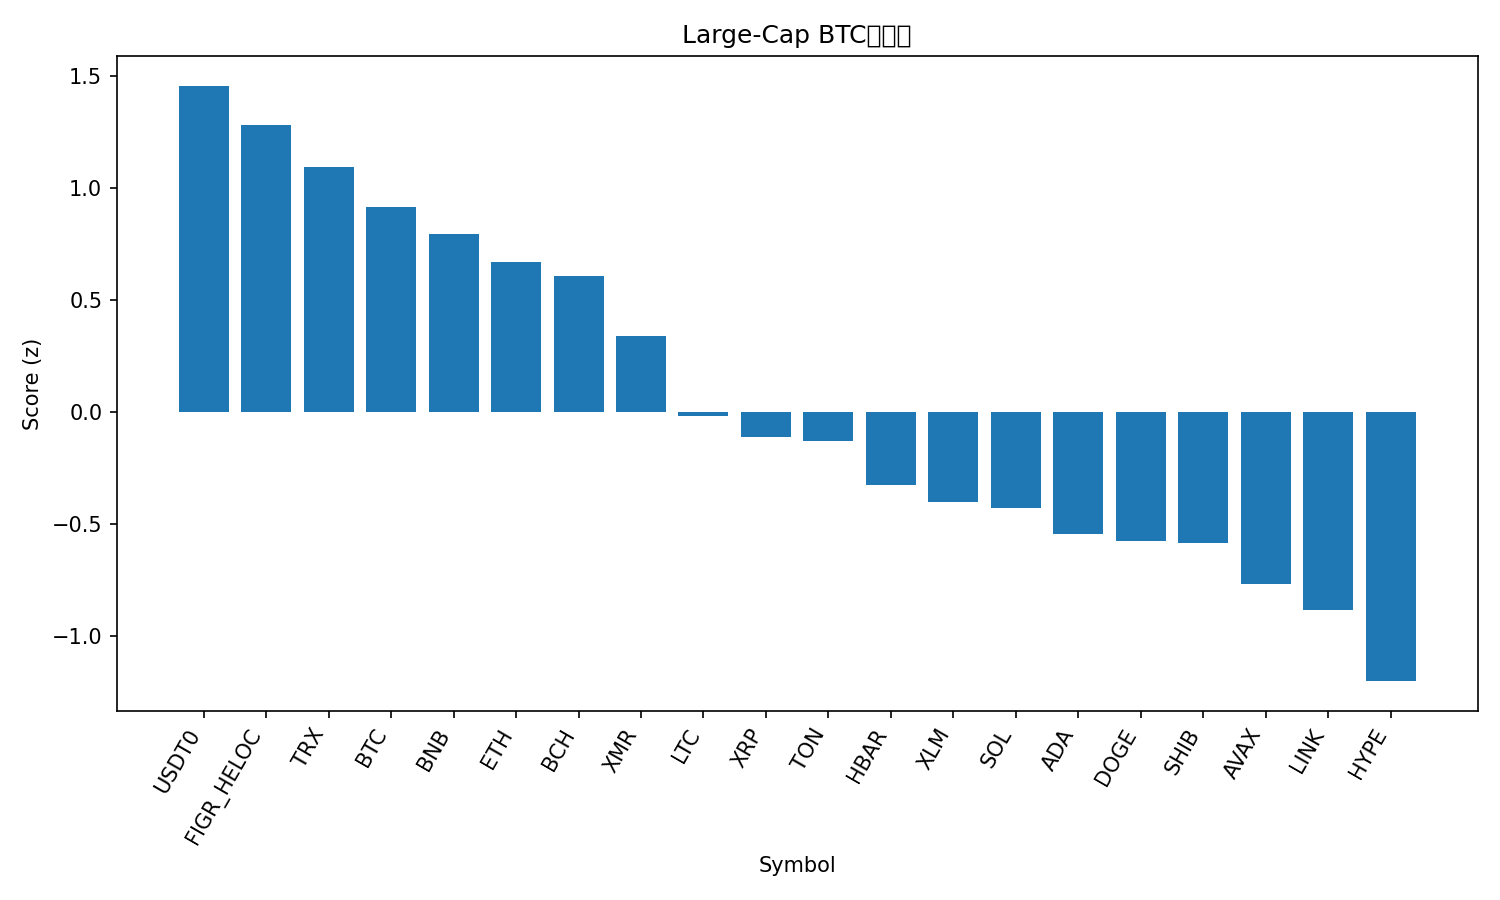 Large-Cap BTC
1.5
1.0
0.5
0.0
−0.5
−1.0
Score (z)
USDT0
FIGR_HELOC
TRX
BTC
BNB
ETH
BCH
XMR
LTC
XRP
TON
HBAR
XLM
SOL
ADA
DOGE
SHIB
AVAX
LINK
HYPE
Symbol